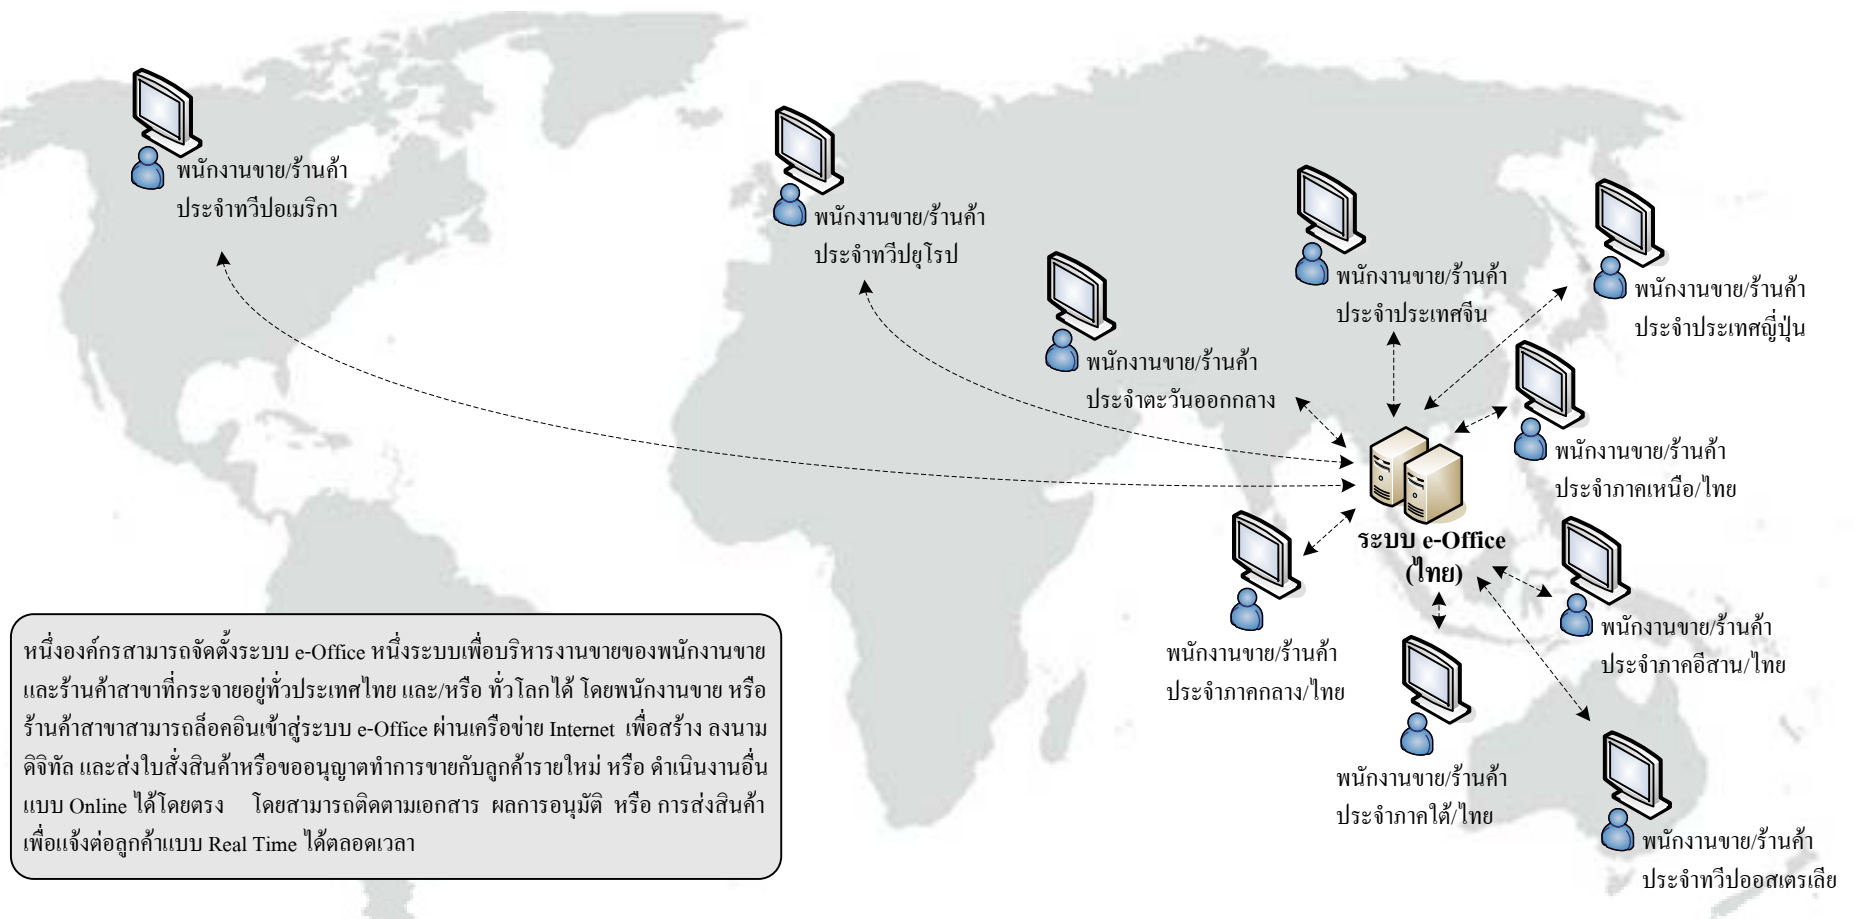 พนักงานขาย/ร้านค้า
ประจำทวีปอเมริกา
พนักงานขาย/ร้านค้า
ประจำทวีปยุโรป
พนักงานขาย/ร้านค้า
ประจำตะวันออกกลาง
พนักงานขาย/ร้านค้า
ประจำประเทศจีน
พนักงานขาย/ร้านค้า
ประจำประเทศญี่ปุ่น
พนักงานขาย/ร้านค้า
ประจำภาคเหนือ/ไทย
ระบบ e-Office
(ไทย)
พนักงานขาย/ร้านค้า
ประจำภาคกลาง/ไทย
พนักงานขาย/ร้านค้า
ประจำภาคอีสาน/ไทย
พนักงานขาย/ร้านค้า
ประจำภาคใต้/ไทย
พนักงานขาย/ร้านค้า
ประจำทวีปออสเตรเลีย
หนึ่งองค์กรสามารถจัดตั้งระบบ e-Office หนึ่งระบบเพื่อบริหารงานขายของพนักงานขาย
และร้านค้าสาขาที่กระจายอยู่ทั่วประเทศไทย และ/หรือ ทั่วโลกได้ โดยพนักงานขาย หรือ
ร้านค้าสาขาสามารถล็อคอินเข้าสู่ระบบ e-Office ผ่านเครือข่าย Internet เพื่อสร้าง ลงนาม
ดิจิทัล และส่งใบสั่งสินค้าหรือขออนุญาตทำการขายกับลูกค้ารายใหม่ หรือ ดำเนินงานอื่น
แบบ Online ได้โดยตรง โดยสามารถติดตามเอกสาร ผลการอนุมัติ หรือ การส่งสินค้า
เพื่อแจ้งต่อลูกค้าแบบ Real Time ได้ตลอดเวลา